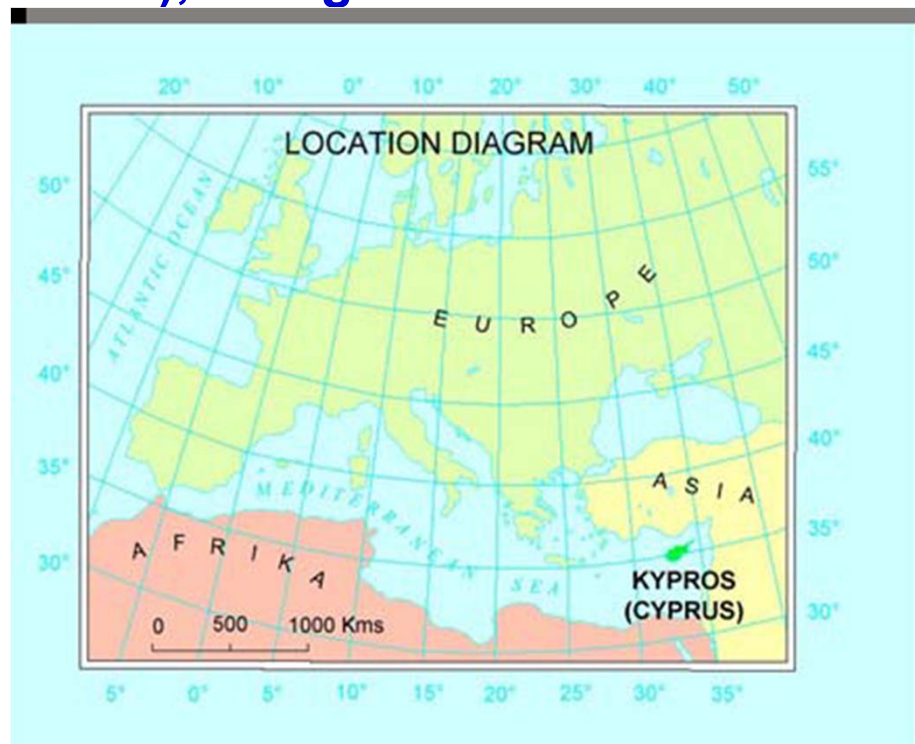 20° 10° 0° 10° 20° 30° 40° 50°
LOCATION DIAGRAM
55°
50°
ATLANTIC OCEAN
50°
45°
EUROPE
45°
40°
40°
35°
ASIA
MEDITERRANEAN SEA
35°
30°
AFRIKA
KYPROS
(CYPRUS)
30°
0 500 1000 Kms
5° 0° 5° 10° 15° 20° 25° 30° 35°